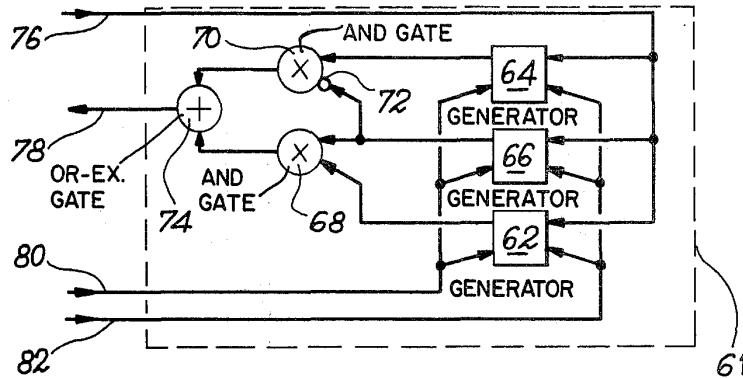 76
70
AND GATE
64
72
GENERATOR
78
OR-EX.
GATE
74
AND
GATE
68
66
GENERATOR
62
GENERATOR
80
82
61